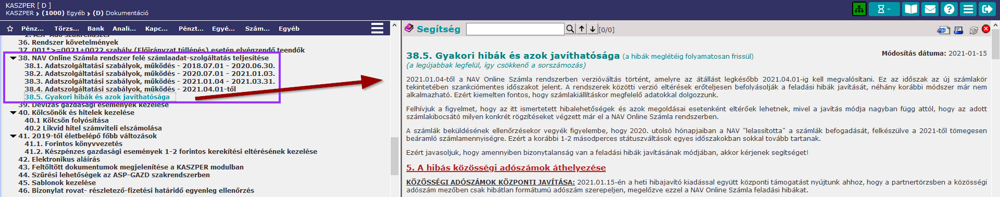 KASZPER [ D ]
KASZPER > (1000) Egyéb > (D) Dokumentáció
Pénz... Törzs... Bank Anali... Kapc... Pénzt... Egyé... Szám... Egyéb
36. Rendszer követelmények
37. 001*>=0021+0022 szabály (Előirányzat túllépés) esetén elvégzendő teendők
38. NAV Online Számla rendszer felé számlaadat-szolgáltatás teljesítése
38.1. Adatszolgáltatási szabályok, működés - 2018.07.01 - 2020.06.30.
38.2. Adatszolgáltatási szabályok, működés - 2020.07.01 - 2021.01.03.
38.3. Adatszolgáltatási szabályok, működés - 2021.01.04 - 2021.03.31.
38.4. Adatszolgáltatási szabályok, működés - 2021.04.01-től
38.5. Gyakori hibák és azok javíthatósága
39. Devizás gazdasági események kezelése
40. Kölcsönök és hitelek kezelése
40.1 Kölcsön folyósítása
40.2 Likvid hitel számviteli elszámolása
41. 2019-től életbelépő főbb változások
41.1. Forintos könyvvezetés
41.2. Készpénzes gazdasági események 1-2 forintos kerekítési eltérésének kezelése
42. Elektronikus aláírás
43. Feltöltött dokumentumok megjelenítése a KASZPER modulban
44. Szűrési lehetőségek az ASP-GAZD szakrendszerben
45. Sablonok kezelése
46. Bizonylat rovat- részletező-fizetési határidő egyenleg ellenőrzés
Segítség [0/0]
38.5. Gyakori hibák és azok javíthatósága (a hibák meglétéig folyamatosan frissül) Módosítás dátuma: 2021-01-15
(a legújabbak legfelül, így csökkenő a sorszámozás)
2021.01.04-től a NAV Online Számla rendszerben verzióváltás történt, amelyre az átállást legkésőbb 2021.04.01-ig kell megvalósítani. Ez az időszak az új számlakör
tekintetében szankciómentes időszakot jelent. A rendszerek közötti verzió eltérések erőteljesen befolyásolják a feladási hibák javítását, néhány korábbi módszer már nem
alkalmazható. Ezért kiemelten fontos, hogy számlakiállításkor megfelelő adatokkal dolgozzunk.
Felhívjuk a figyelmet, hogy az itt ismertetett hibalehetőségek és azok megoldásai esetenként eltérőek lehetnek, mivel a javítás módja nagyban függ attól, hogy az adott
számlakibocsátó milyen konkrét rögzítéseket végzett már el a NAV Online Számla rendszerben.
A számlák beküldésének ellenőrzésekor vegyék figyelembe, hogy 2020. utolsó hónapjaiban a NAV "lelassította" a számlák befogadását, felkészülve a 2021-től tömegesen
beáramló számlamennyiségre. Ezért a korábbi 1-2 másodperces státuszváltások egyes időszakokban sokkal tovább tartanak.
Ezért javasoljuk, hogy amennyiben bizonytalanság van a feladási hibák javításának módjában, akkor kérjenek segítséget!
5. A hibás közösségi adószámok áthelyezése
KÖZÖSSÉGI ADÓSZÁMOK KÖZPONTI JAVÍTÁSA: 2021.01.15-én a heti hibajavító kiadással együtt központi támogatást nyújtunk ahhoz, hogy a partnertörzsben a közösségi
adószám mezőben csak hibátlan formátumú adószám szerepeljen, megelőzve ezzel a NAV Online Számla feladási hibákat.